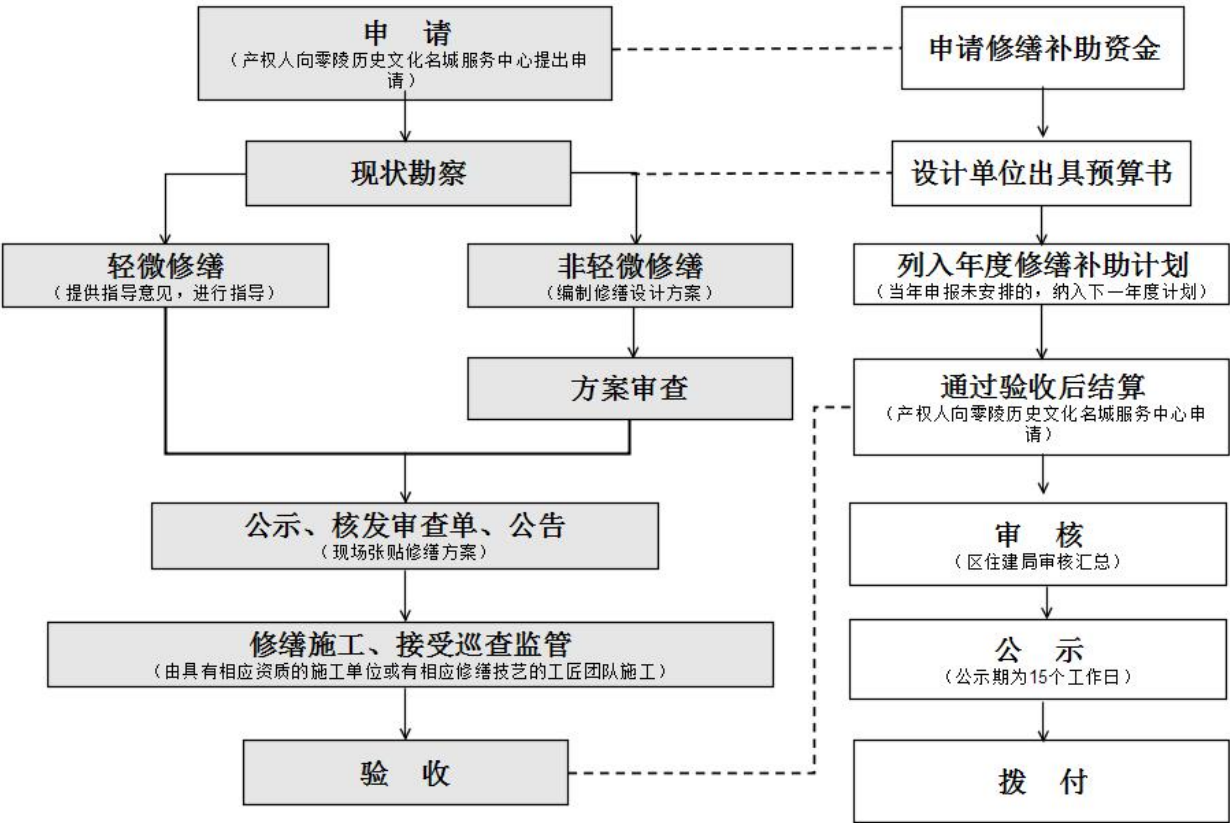 申 请
（产权人向零陵历史文化名城服务中心提出申
请）
申请修缮补助资金
现状勘察
设计单位出具预算书
轻微修缮
（提供指导意见，进行指导）
非轻微修缮
（编制修缮设计方案）
列入年度修缮补助计划
（当年申报未安排的，纳入下一年度计划）
方案审查
通过验收后结算
（产权人向零陵历史文化名城服务中心申
请）
公示、核发审查单、公告
（现场张贴修缮方案）
审 核
（区住建局审核汇总）
修缮施工、接受巡查监管
（由具有相应资质的施工单位或有相应修缮技艺的工匠团队施工）
公 示
（公示期为15个工作日）
验 收
拨 付